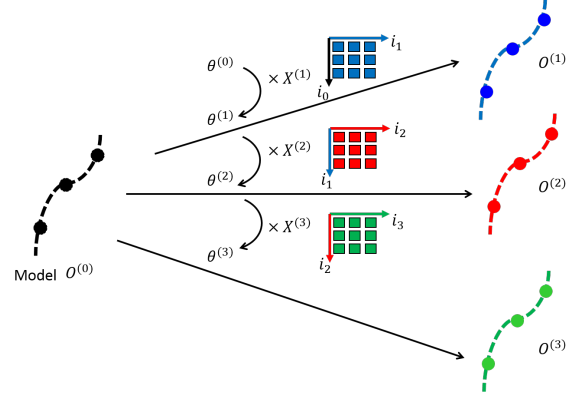 θ⁽⁰⁾
× X⁽¹⁾
i₁
i₀
θ⁽¹⁾
O⁽¹⁾
× X⁽²⁾
i₂
i₁
θ⁽²⁾
O⁽²⁾
× X⁽³⁾
i₃
i₂
θ⁽³⁾
Model O⁽⁰⁾
O⁽³⁾